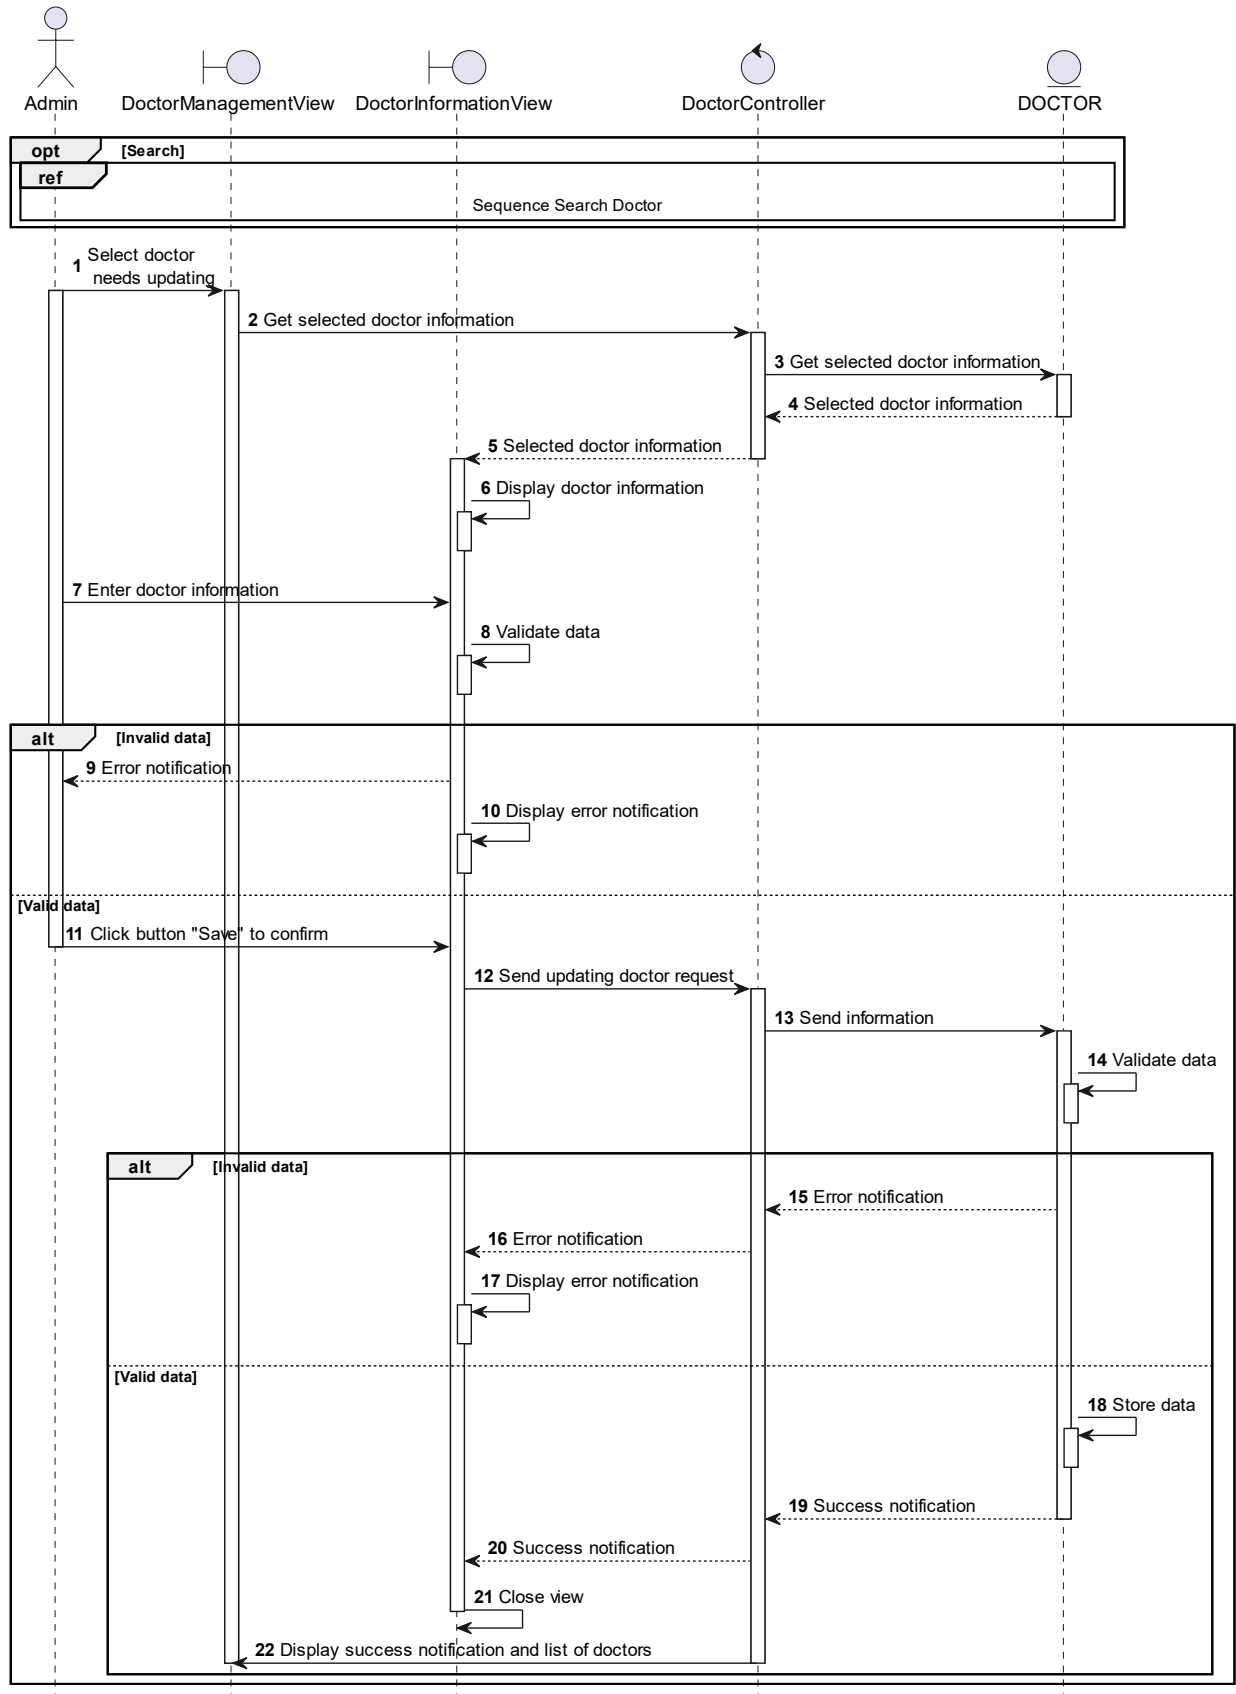 Admin
DoctorManagementView
DoctorInformationView
DoctorController
DOCTOR
opt [Search]
ref
Sequence Search Doctor
1 Select doctor
needs updating
2 Get selected doctor information
3 Get selected doctor information
4 Selected doctor information
5 Selected doctor information
6 Display doctor information
7 Enter doctor information
8 Validate data
alt [Invalid data]
9 Error notification
10 Display error notification
[Valid data]
11 Click button "Save" to confirm
12 Send updating doctor request
13 Send information
14 Validate data
alt [Invalid data]
15 Error notification
16 Error notification
17 Display error notification
[Valid data]
18 Store data
19 Success notification
20 Success notification
21 Close view
22 Display success notification and list of doctors